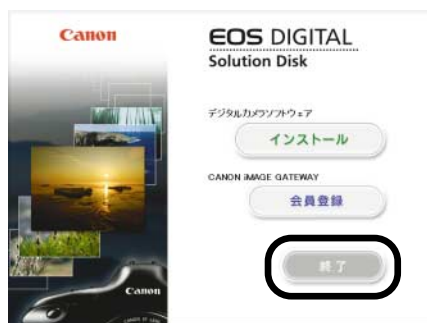 Canon
EOS DIGITAL
Solution Disk
デジタルカメラソフトウェア
インストール
CANON iMAGE GATEWAY
会員登録
終了
Canon